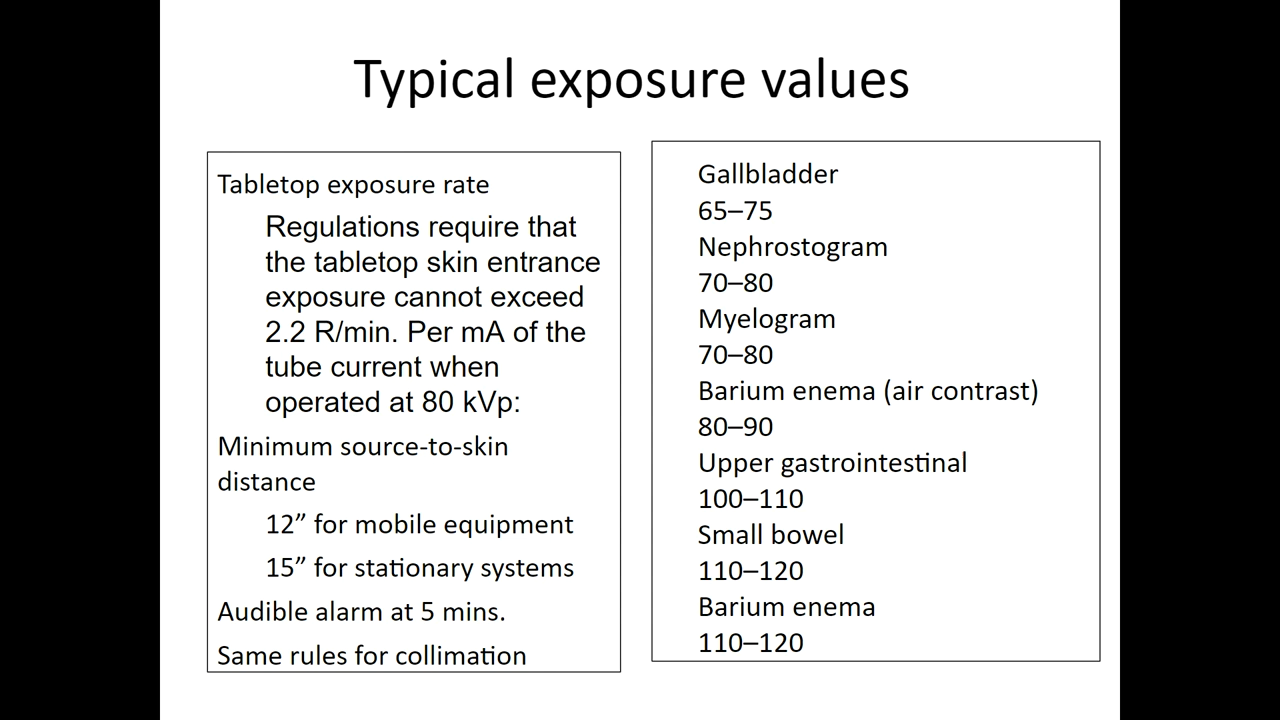 Typical exposure values
Tabletop exposure rate
Regulations require that
the tabletop skin entrance
exposure cannot exceed
2.2 R/min. Per mA of the
tube current when
operated at 80 kVp:
Minimum source-to-skin
distance
12” for mobile equipment
15” for stationary systems
Audible alarm at 5 mins.
Same rules for collimation
Gallbladder
65–75
Nephrostogram
70–80
Myelogram
70–80
Barium enema (air contrast)
80–90
Upper gastrointestinal
100–110
Small bowel
110–120
Barium enema
110–120